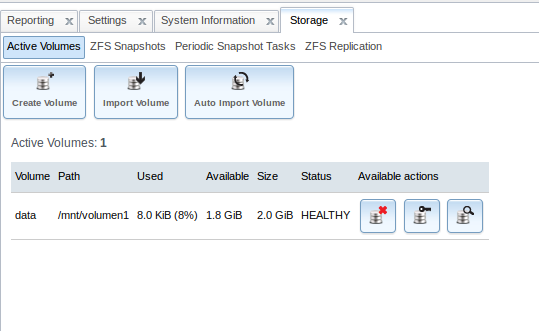 Reporting Settings System Information Storage
Active Volumes ZFS Snapshots Periodic Snapshot Tasks ZFS Replication
Create Volume Import Volume Auto Import Volume
Active Volumes: 1
Volume Path Used Available Size Status Available actions
data /mnt/volumen1 8.0 KiB (8%) 1.8 GiB 2.0 GiB HEALTHY